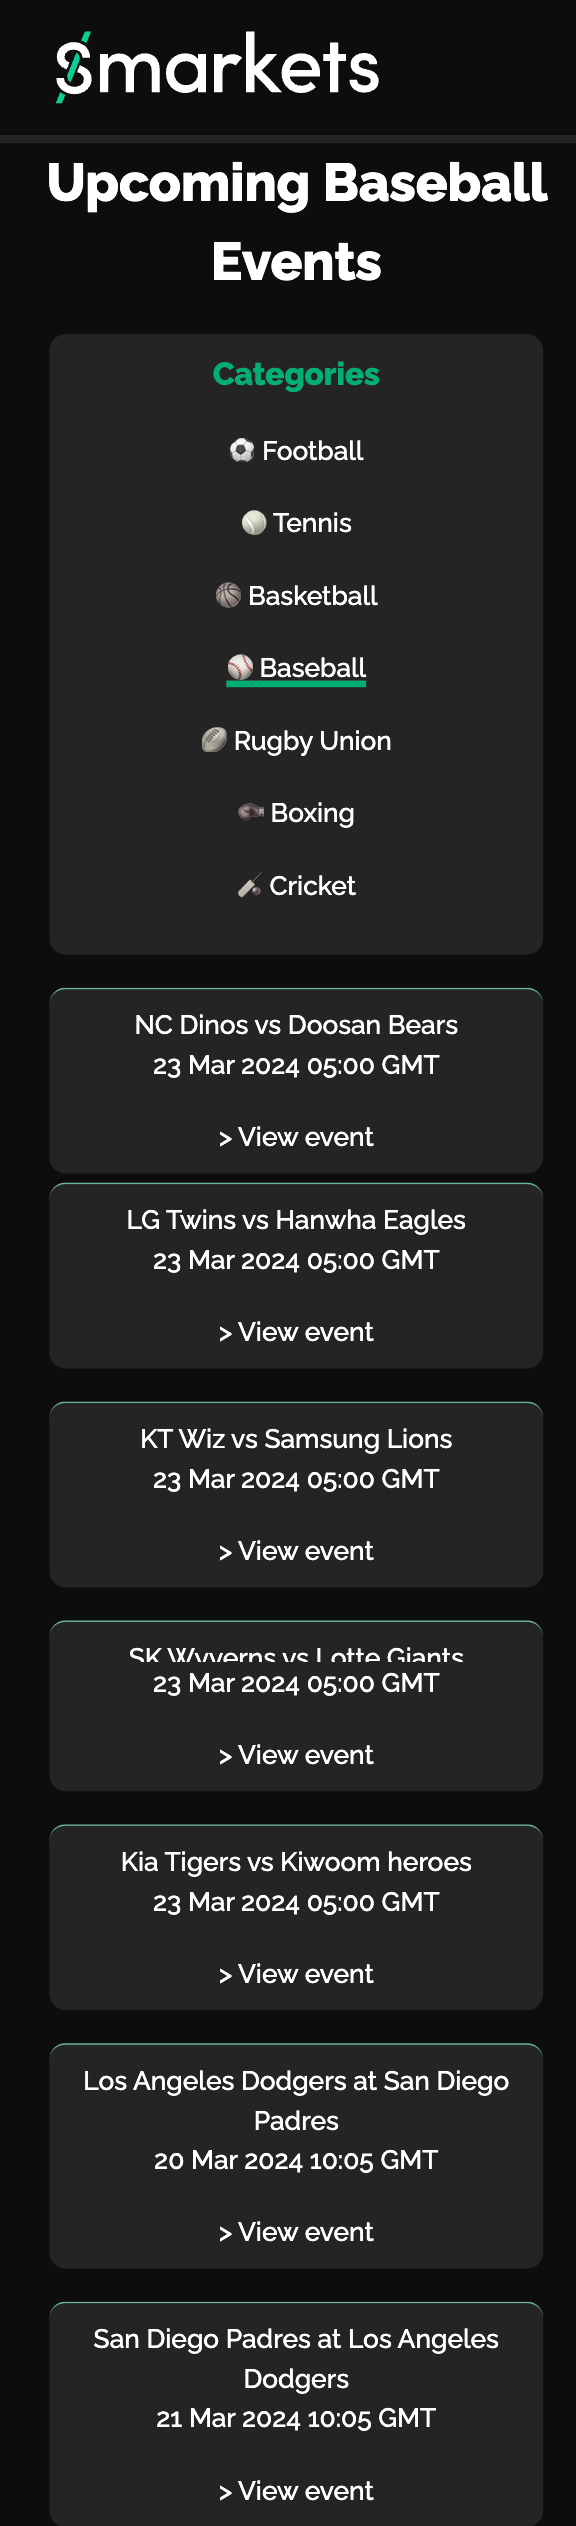 Smarkets
Upcoming Baseball
Events
Categories
Football
Tennis
Basketball
Baseball
Rugby Union
Boxing
Cricket
NC Dinos vs Doosan Bears
23 Mar 2024 05:00 GMT
> View event
LG Twins vs Hanwha Eagles
23 Mar 2024 05:00 GMT
> View event
KT Wiz vs Samsung Lions
23 Mar 2024 05:00 GMT
> View event
SK Wyverns vs Lotte Giants
23 Mar 2024 05:00 GMT
> View event
Kia Tigers vs Kiwoom heroes
23 Mar 2024 05:00 GMT
> View event
Los Angeles Dodgers at San Diego
Padres
20 Mar 2024 10:05 GMT
> View event
San Diego Padres at Los Angeles
Dodgers
21 Mar 2024 10:05 GMT
> View event